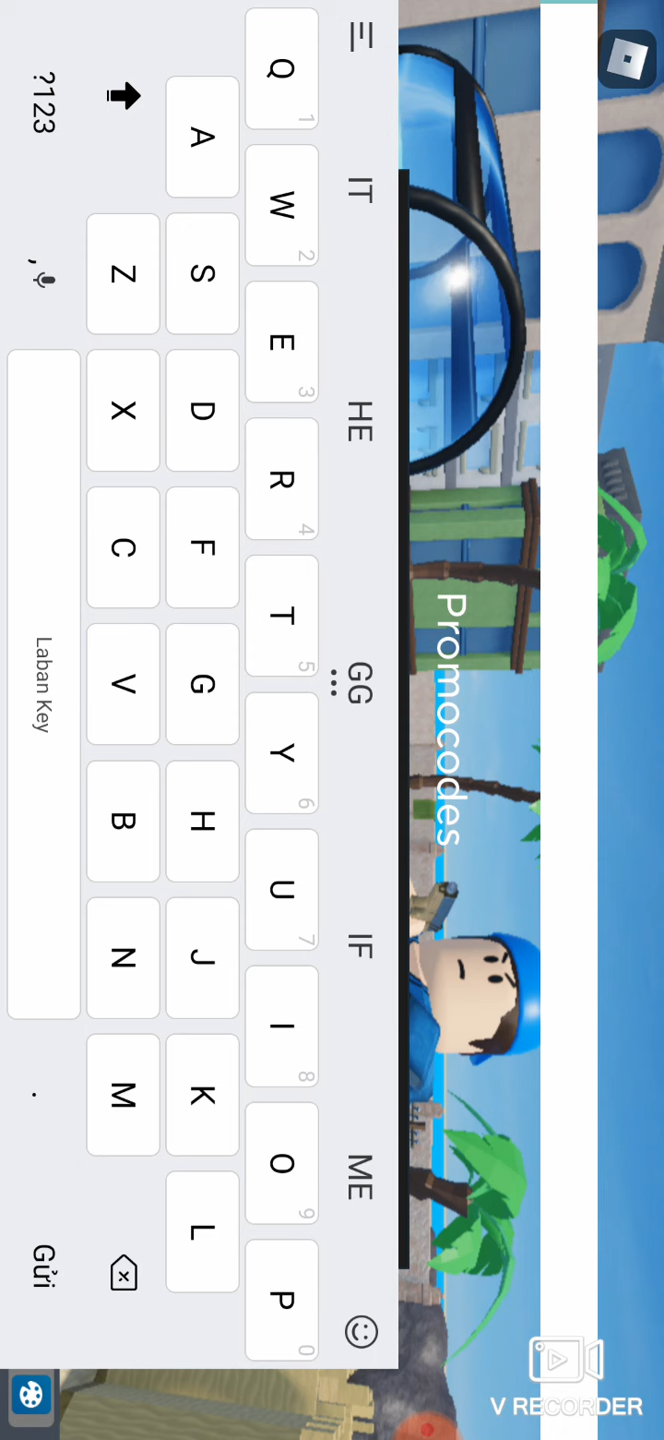 Promocodes
IT HE GG IF ME
Q 1 W 2 E 3 R 4 T 5 Y 6 U 7 I 8 O 9 P 0
A S D F G H J K L
Z X C V B N M
?123 , Laban Key . Gửi
V RECORDER